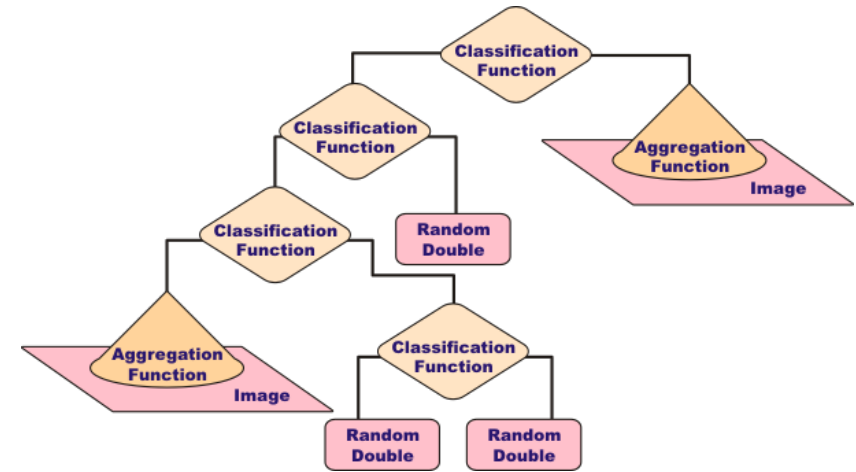 Classification
Function
Classification
Function
Aggregation
Function
Image
Classification
Function
Random
Double
Classification
Function
Aggregation
Function
Image
Random
Double
Random
Double